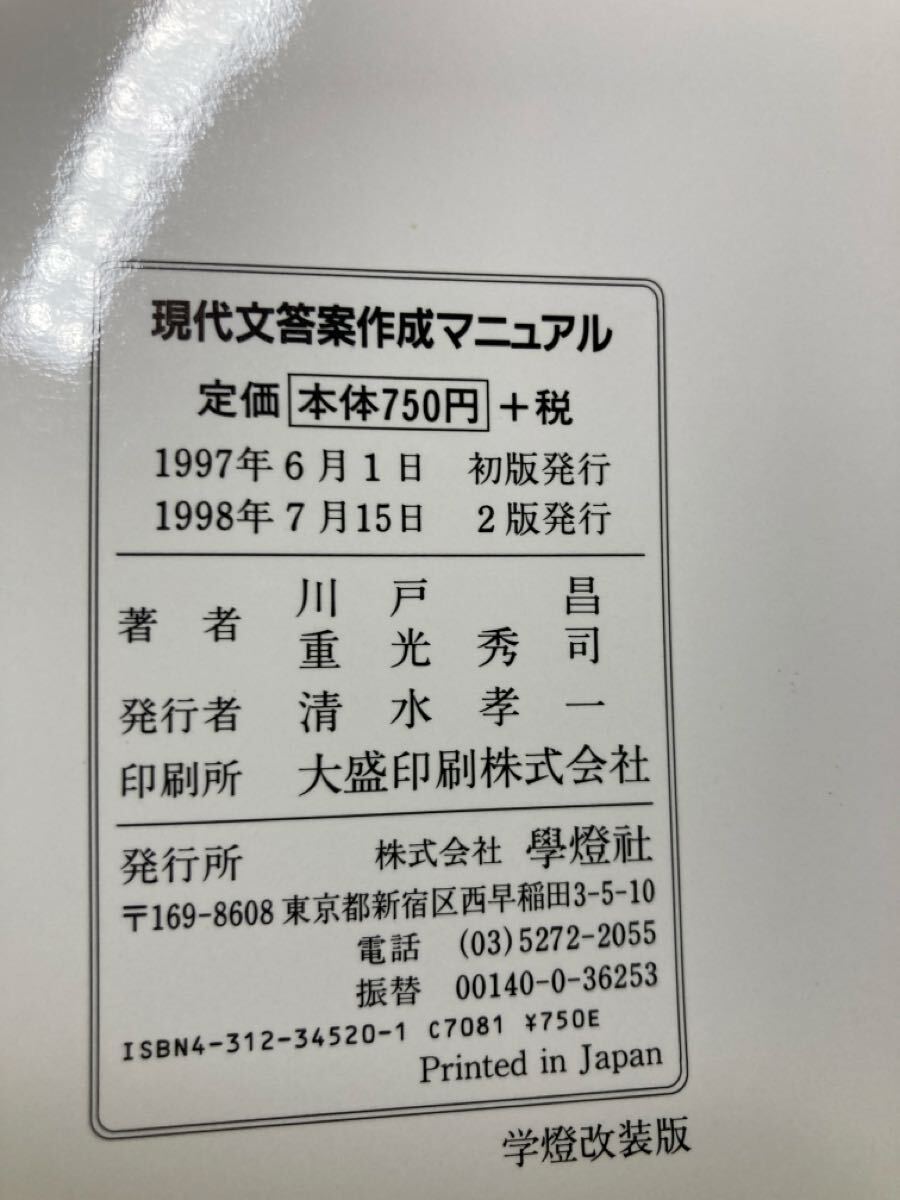 現代文答案作成マニュアル
定価 本体750円 +税
1997年6月1日 初版発行
1998年7月15日 2版発行
著者 川戸昌
重光秀司
発行者 清水孝一
印刷所 大盛印刷株式会社
発行所 株式会社 學燈社
〒169-8608 東京都新宿区西早稲田3-5-10
電話 (03)5272-2055
振替 00140-0-36253
ISBN4-312-34520-1 C7081 ¥750E
Printed in Japan
学燈改装版